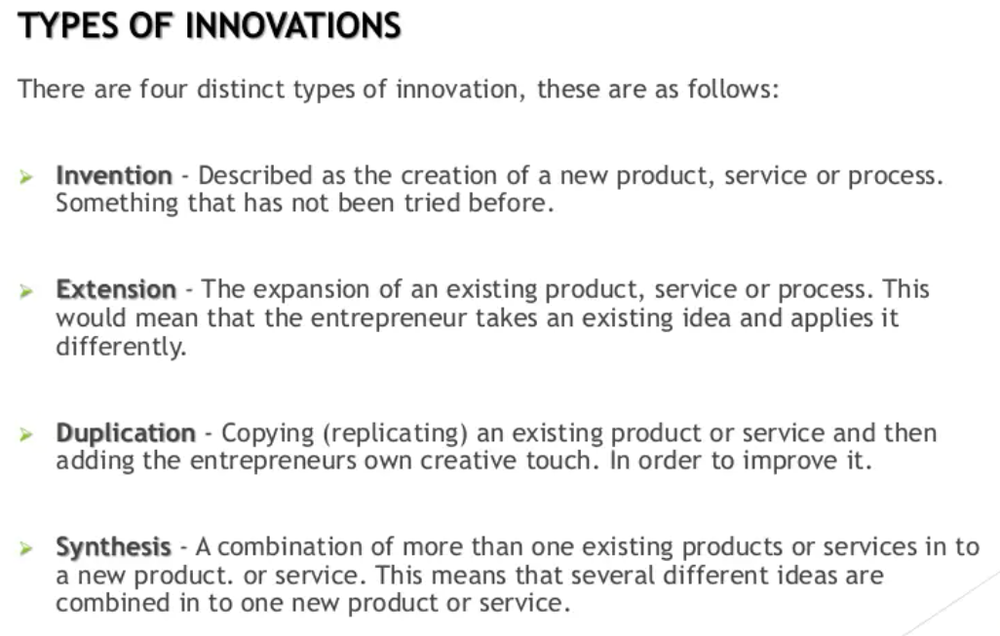 TYPES OF INNOVATIONS
There are four distinct types of innovation, these are as follows:
Invention - Described as the creation of a new product, service or process.
Something that has not been tried before.
Extension - The expansion of an existing product, service or process. This
would mean that the entrepreneur takes an existing idea and applies it
differently.
Duplication - Copying (replicating) an existing product or service and then
adding the entrepreneurs own creative touch. In order to improve it.
Synthesis - A combination of more than one existing products or services in to
a new product. or service. This means that several different ideas are
combined in to one new product or service.